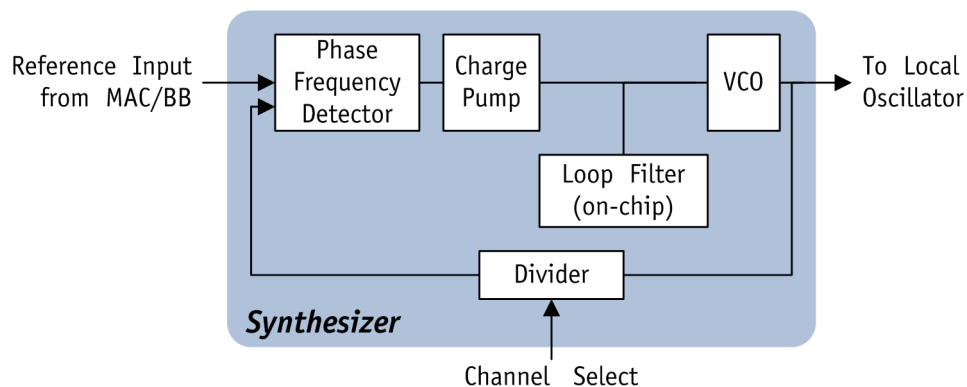 Reference Input
from MAC/BB
Phase
Frequency
Detector
Charge
Pump
VCO
To Local
Oscillator
Loop Filter
(on-chip)
Divider
Synthesizer
Channel Select